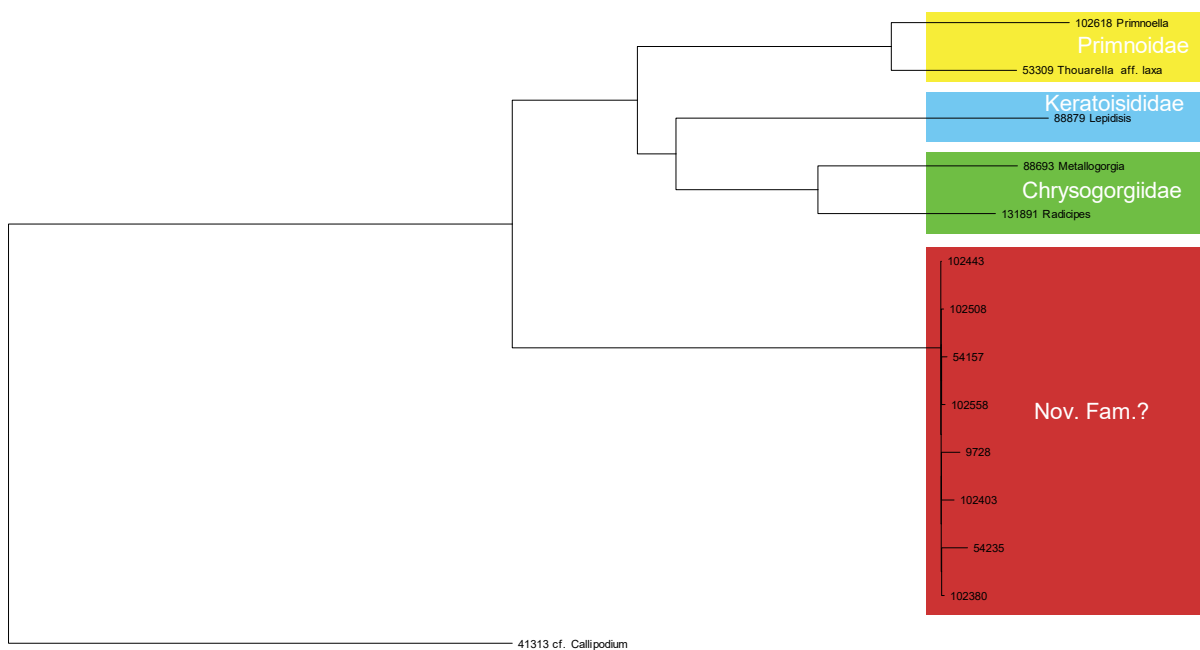 102618 Primnoella
Primnoidae
53309 Thouarella aff. laxa
Keratoisididae
88879 Lepidisis
88693 Metallogorgia
Chrysogorgiidae
131891 Radicipes
102443
102508
54157
102558
Nov. Fam.?
9728
102403
54235
102380
41313 cf. Callipodium